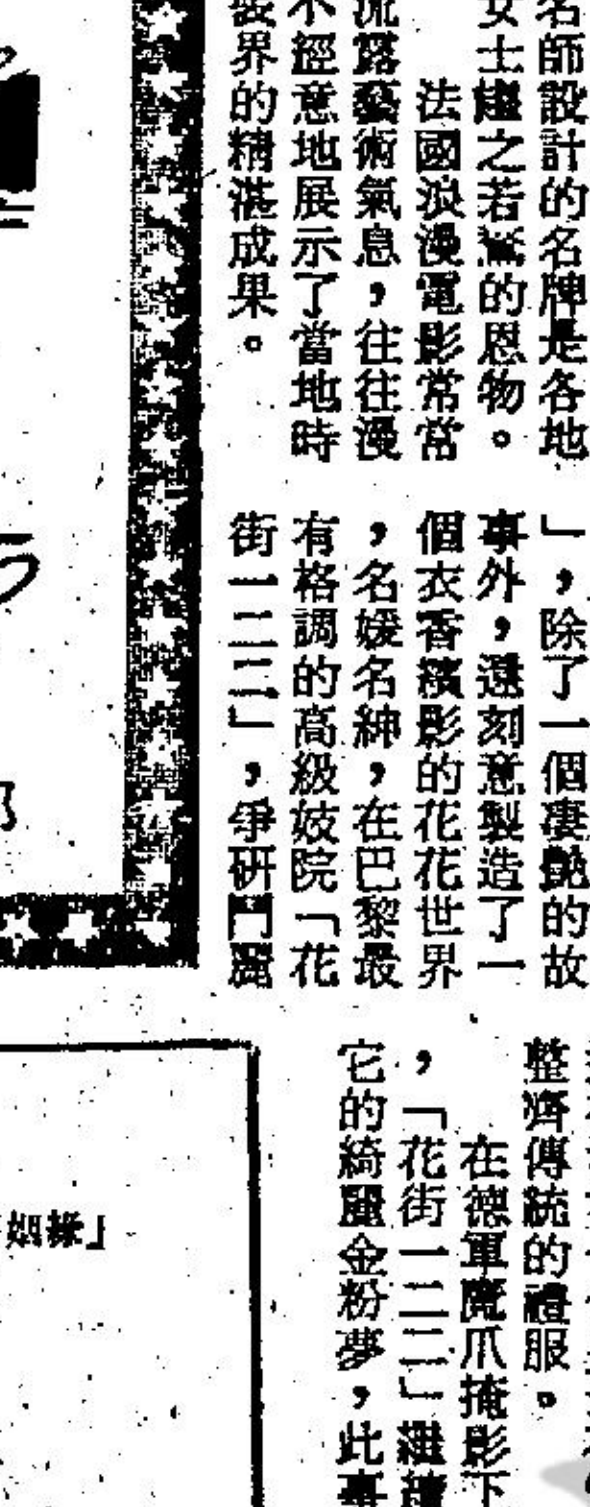 名師設計的名牌是各地
女士趨之若鶩的恩物。
法國浪漫電影常常
流露藝術氣息，往往漫
不經意地展示了當地時
裝界的精湛成果。
」，除了一個淒艷的故
事外，還刻意製造了一
個衣香繽影的花花世界
，名媛名紳，在巴黎最
有格調的高級妓院「花
街一二二」，爭研鬥麗
整齊傳統的禮服。
在德軍魔爪掩影下
，「花街一二二」繼續
它的綺麗金粉夢，此事